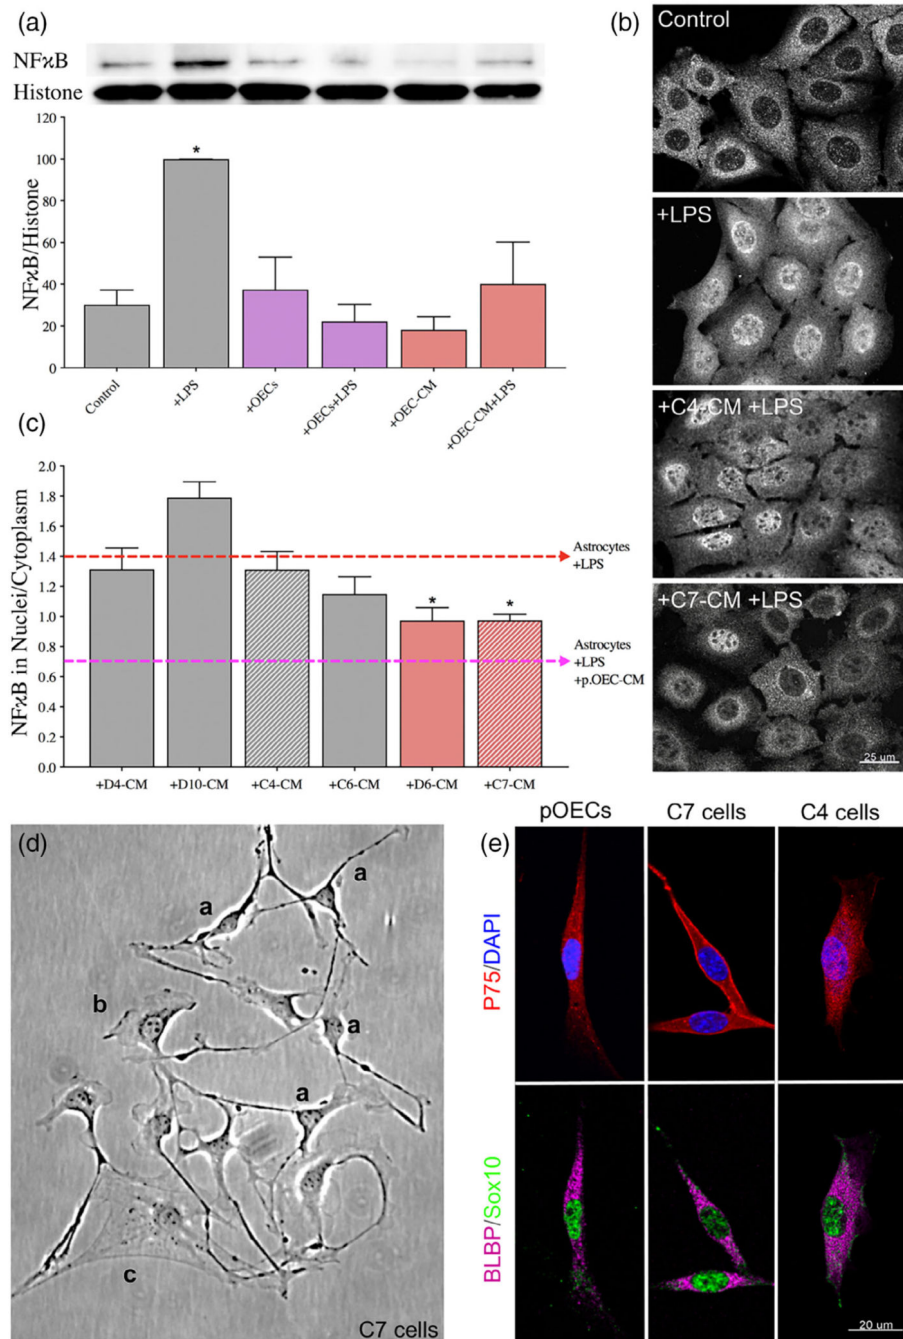 (a)
NFϰB
Histone
120
100
80
60
40
20
0
NFϰB/Histone
*
Control
+LPS
+OECs
+OECs+LPS
+OEC-CM
+OEC-CM+LPS
(b)
Control
+LPS
+C4-CM +LPS
+C7-CM +LPS
25 µm
(c)
2.0
1.8
1.6
1.4
1.2
1.0
0.8
0.6
0.4
0.2
0.0
NFϰB in Nuclei/Cytoplasm
Astrocytes
+LPS
* *
Astrocytes
+LPS
+p.OEC-CM
+D4-CM +D10-CM +C4-CM +C6-CM +D6-CM +C7-CM
(d)
a
a
b
a
a
c
C7 cells
(e)
pOECs C7 cells C4 cells
P75/DAPI
BLBP/Sox10
20 um